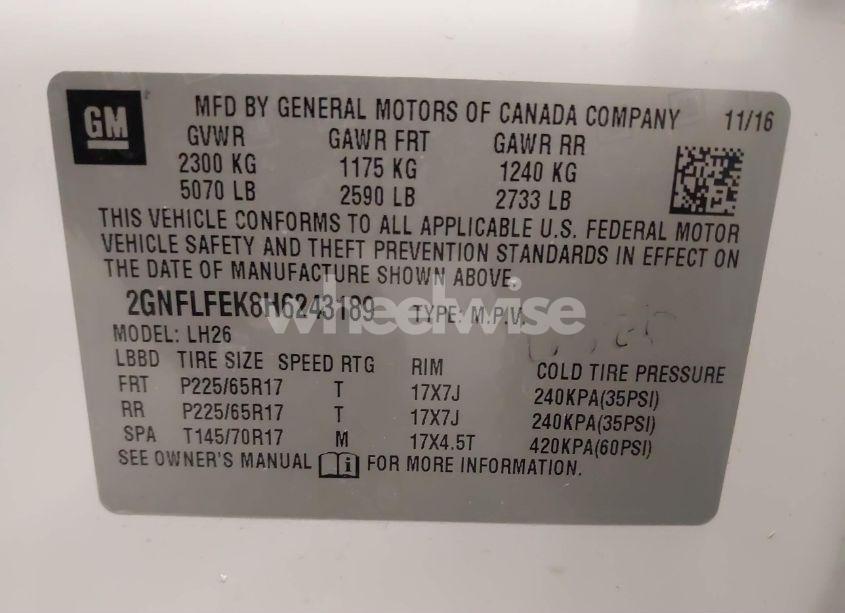 GM
MFD BY GENERAL MOTORS OF CANADA COMPANY 11/16
GVWR GAWR FRT GAWR RR
2300 KG 1175 KG 1240 KG
5070 LB 2590 LB 2733 LB
THIS VEHICLE CONFORMS TO ALL APPLICABLE U.S. FEDERAL MOTOR
VEHICLE SAFETY AND THEFT PREVENTION STANDARDS IN EFFECT ON
THE DATE OF MANUFACTURE SHOWN ABOVE.
2GNFLFEK8H6243189 TYPE: M.P.V.
wheelwise
MODEL: LH26
LBBD TIRE SIZE SPEED RTG RIM COLD TIRE PRESSURE
FRT P225/65R17 T 17X7J 240KPA(35PSI)
RR P225/65R17 T 17X7J 240KPA(35PSI)
SPA T145/70R17 M 17X4.5T 420KPA(60PSI)
SEE OWNER'S MANUAL FOR MORE INFORMATION.